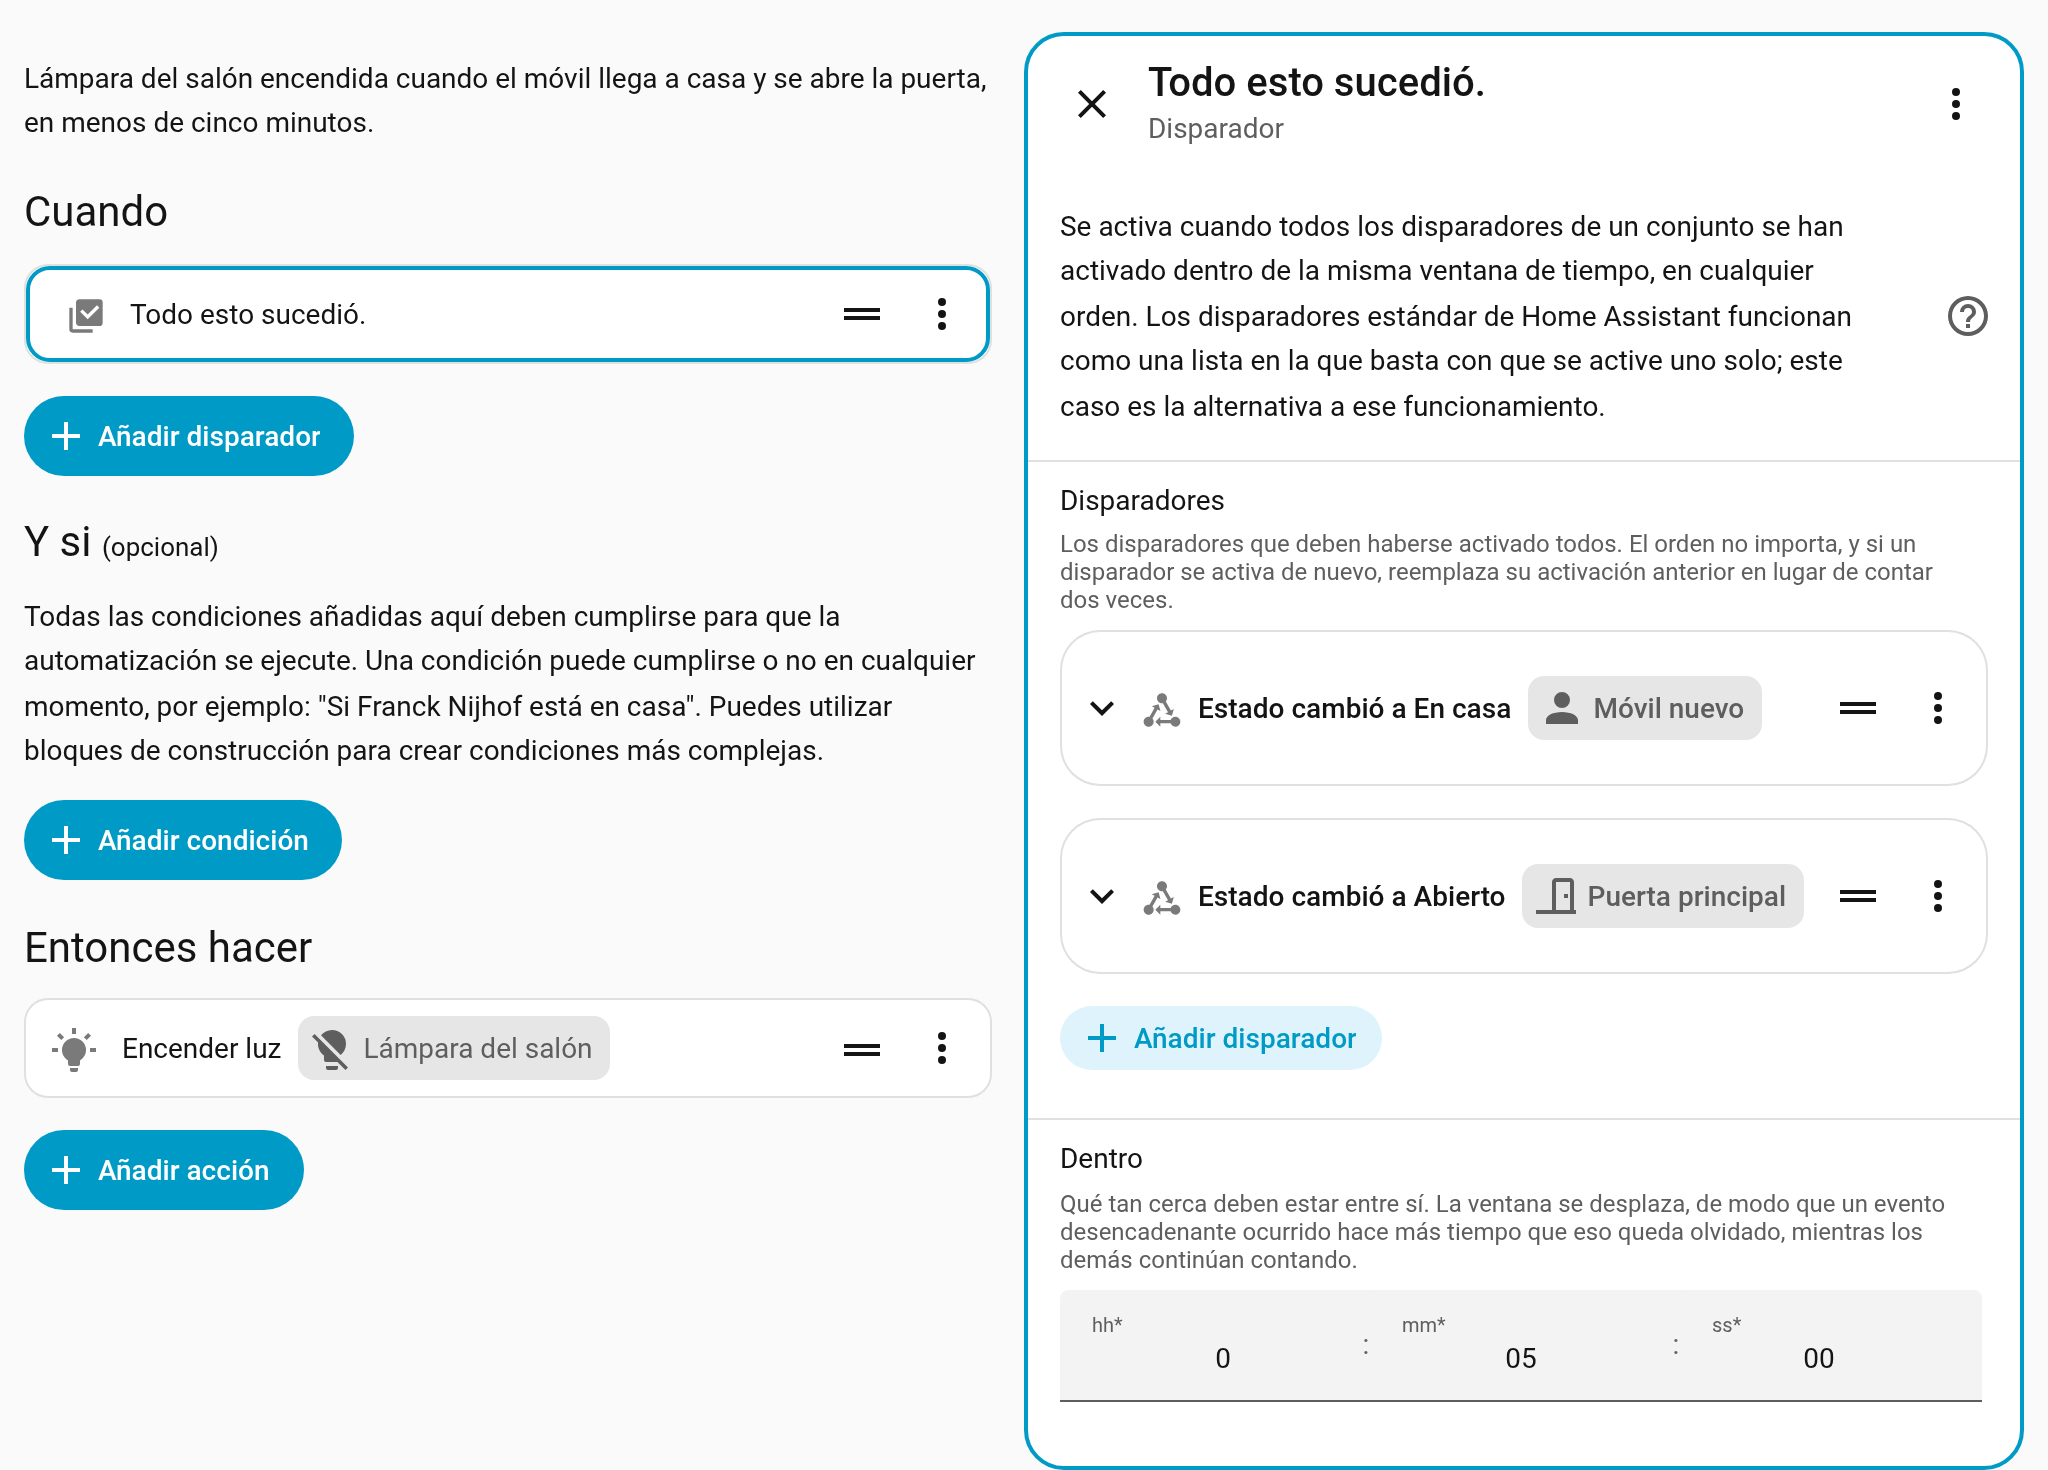 Lámpara del salón encendida cuando el móvil llega a casa y se abre la puerta,
en menos de cinco minutos.
Cuando
Todo esto sucedió.
Añadir disparador
Y si (opcional)
Todas las condiciones añadidas aquí deben cumplirse para que la
automatización se ejecute. Una condición puede cumplirse o no en cualquier
momento, por ejemplo: "Si Franck Nijhof está en casa". Puedes utilizar
bloques de construcción para crear condiciones más complejas.
Añadir condición
Entonces hacer
Encender luz Lámpara del salón
Añadir acción
Todo esto sucedió.
Disparador
Se activa cuando todos los disparadores de un conjunto se han
activado dentro de la misma ventana de tiempo, en cualquier
orden. Los disparadores estándar de Home Assistant funcionan
como una lista en la que basta con que se active uno solo; este
caso es la alternativa a ese funcionamiento.
Disparadores
Los disparadores que deben haberse activado todos. El orden no importa, y si un
disparador se activa de nuevo, reemplaza su activación anterior en lugar de contar
dos veces.
Estado cambió a En casa Móvil nuevo
Estado cambió a Abierto Puerta principal
Añadir disparador
Dentro
Qué tan cerca deben estar entre sí. La ventana se desplaza, de modo que un evento
desencadenante ocurrido hace más tiempo que eso queda olvidado, mientras los
demás continúan contando.
hh* mm* ss*
0 : 05 : 00